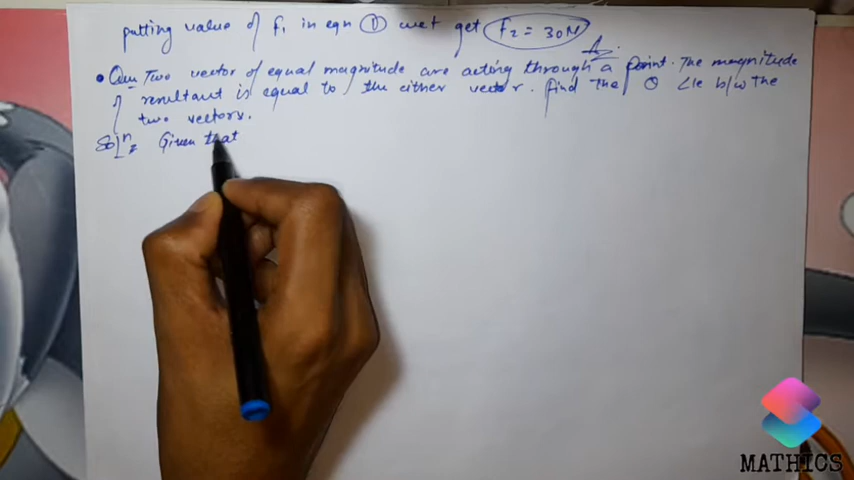 putting value of f₁ in eqn ① we get f₂ = 30N
Ans.
• Qus Two vector of equal magnitude are acting through a point. The magnitude
of resultant is equal to the either vector. find the θ ∠le b/w the
two vectors.
Solⁿ: Given that
MATHICS